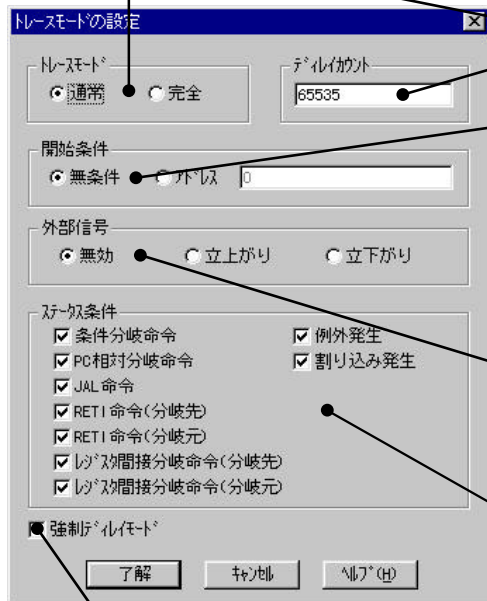 トレースモードの設定
ﾄﾚｰｽﾓｰﾄﾞ
通常 完全
ﾃﾞｨﾚｲｶｳﾝﾄ
65535
開始条件
無条件 ｱﾄﾞﾚｽ 0
外部信号
無効 立上がり 立下がり
ｽﾃｰﾀｽ条件
条件分岐命令 例外発生
PC相対分岐命令 割り込み発生
JAL命令
RETI命令(分岐先)
RETI命令(分岐元)
ﾚｼﾞｽﾀ間接分岐命令(分岐先)
ﾚｼﾞｽﾀ間接分岐命令(分岐元)
強制ﾃﾞｨﾚｲﾓｰﾄﾞ
了解 ｷｬﾝｾﾙ ﾍﾙﾌﾟ(H)